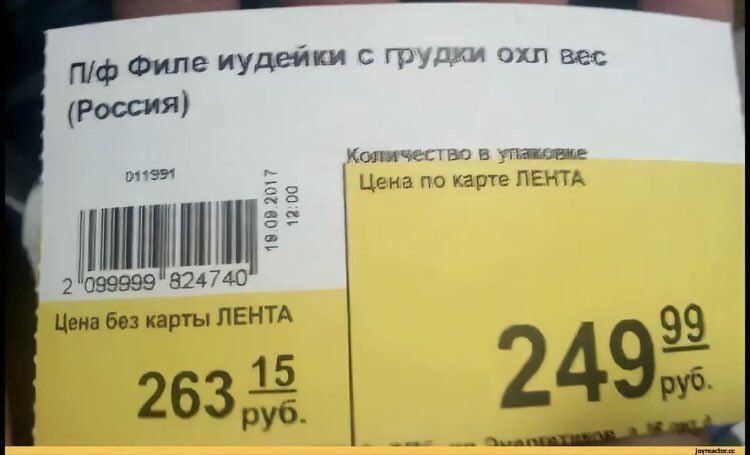 П/ф Филе иудейки с грудки охл вес
(Россия)
Количество в упаковке
011991
19.09.2017
12:00
2 099999 824740
Цена по карте ЛЕНТА
249 99
руб.
Цена без карты ЛЕНТА
263 15
руб.
joyreactor.cc